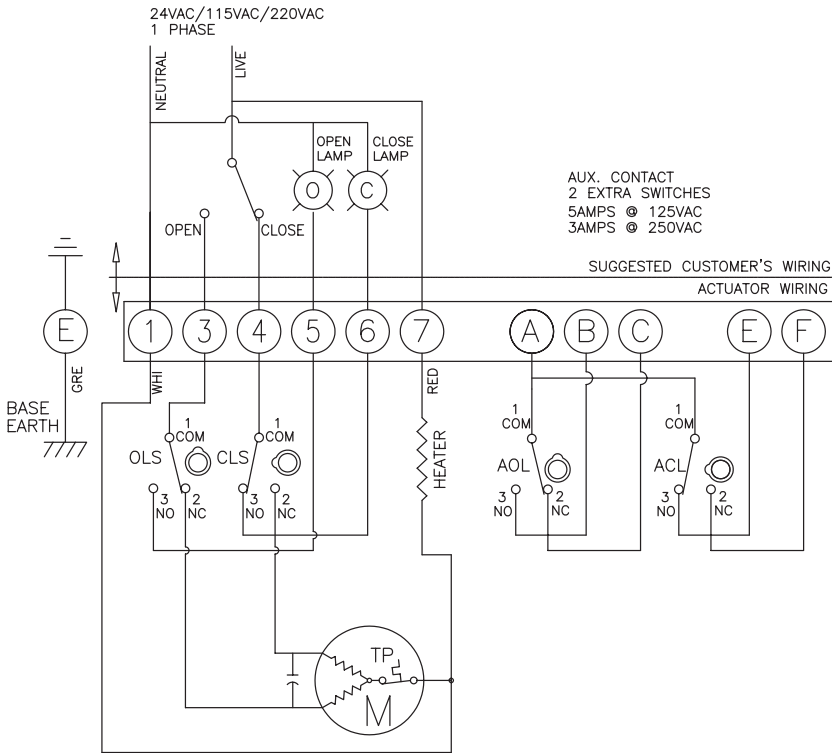 24VAC/115VAC/220VAC
1 PHASE
NEUTRAL
LIVE
OPEN
LAMP
CLOSE
LAMP
O
C
OPEN
CLOSE
AUX. CONTACT
2 EXTRA SWITCHES
5AMPS @ 125VAC
3AMPS @ 250VAC
SUGGESTED CUSTOMER'S WIRING
ACTUATOR WIRING
E
1
3
4
5
6
7
A
B
C
E
F
GRE
WHI
RED
BASE
EARTH
1
COM
OLS
3
NO
2
NC
1
COM
CLS
3
NO
2
NC
HEATER
1
COM
AOL
3
NO
2
NC
1
COM
ACL
3
NO
2
NC
TP
M